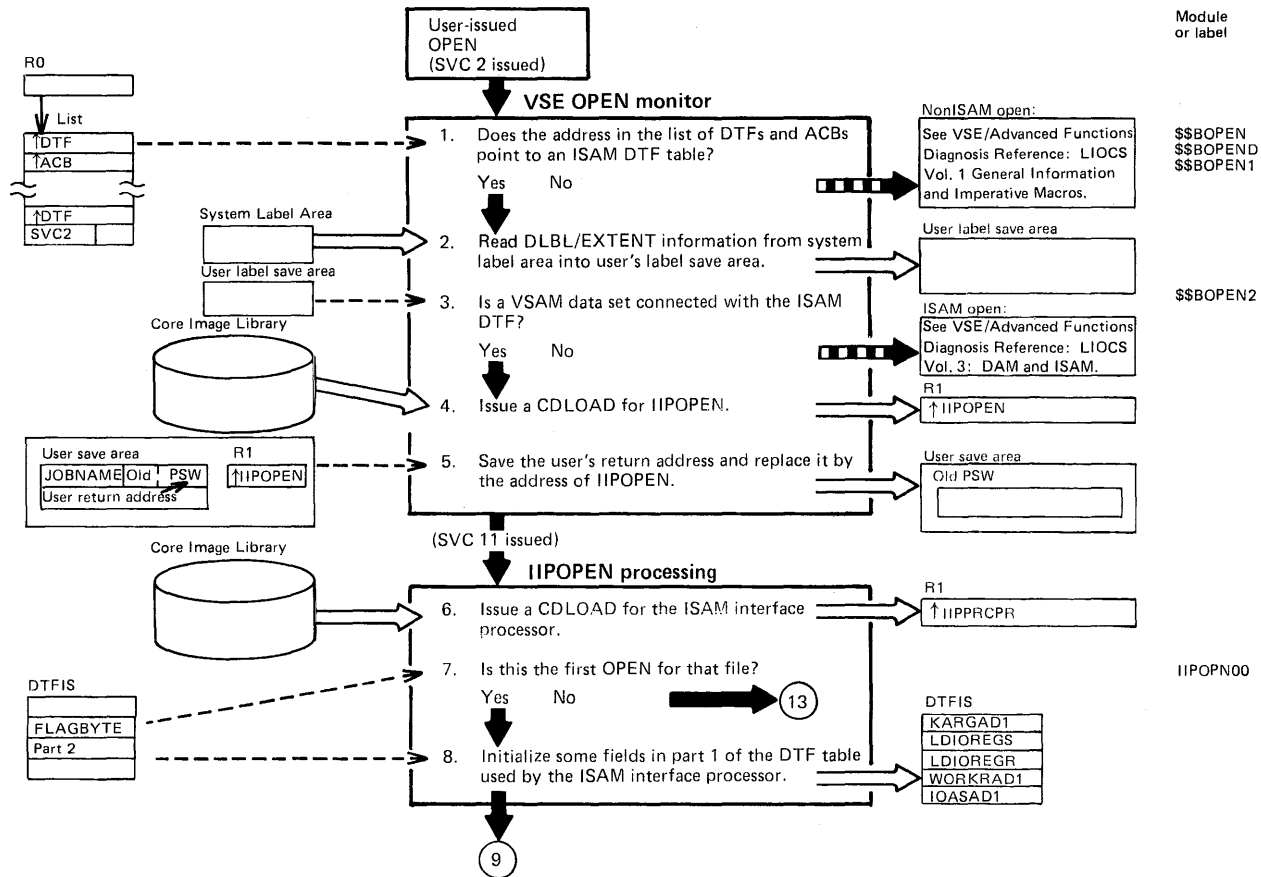 Module
or label
User-issued
OPEN
(SVC 2 issued)
R0
List
VSE OPEN monitor
↑DTF
↑ACB
↑DTF
SVC2
1. Does the address in the list of DTFs and ACBs
point to an ISAM DTF table?
Yes No
NonISAM open:
See VSE/Advanced Functions
Diagnosis Reference: LIOCS
Vol. 1 General Information
and Imperative Macros.
$$BOPEN
$$BOPEND
$$BOPEN1
System Label Area
2. Read DLBL/EXTENT information from system
label area into user's label save area.
User label save area
User label save area
3. Is a VSAM data set connected with the ISAM
DTF?
Yes No
$$BOPEN2
ISAM open:
See VSE/Advanced Functions
Diagnosis Reference: LIOCS
Vol. 3: DAM and ISAM.
Core Image Library
4. Issue a CDLOAD for IIPOPEN.
R1
↑IIPOPEN
User save area
JOBNAME Old PSW
User return address
R1
↑IIPOPEN
5. Save the user's return address and replace it by
the address of IIPOPEN.
User save area
Old PSW
(SVC 11 issued)
Core Image Library
IIPOPEN processing
6. Issue a CDLOAD for the ISAM interface
processor.
R1
↑IIPPRCPR
7. Is this the first OPEN for that file?
Yes No
13
IIPOPN00
DTFIS
FLAGBYTE
Part 2
8. Initialize some fields in part 1 of the DTF table
used by the ISAM interface processor.
DTFIS
KARGAD1
LDIOREGS
LDIOREGR
WORKRAD1
IOASAD1
9